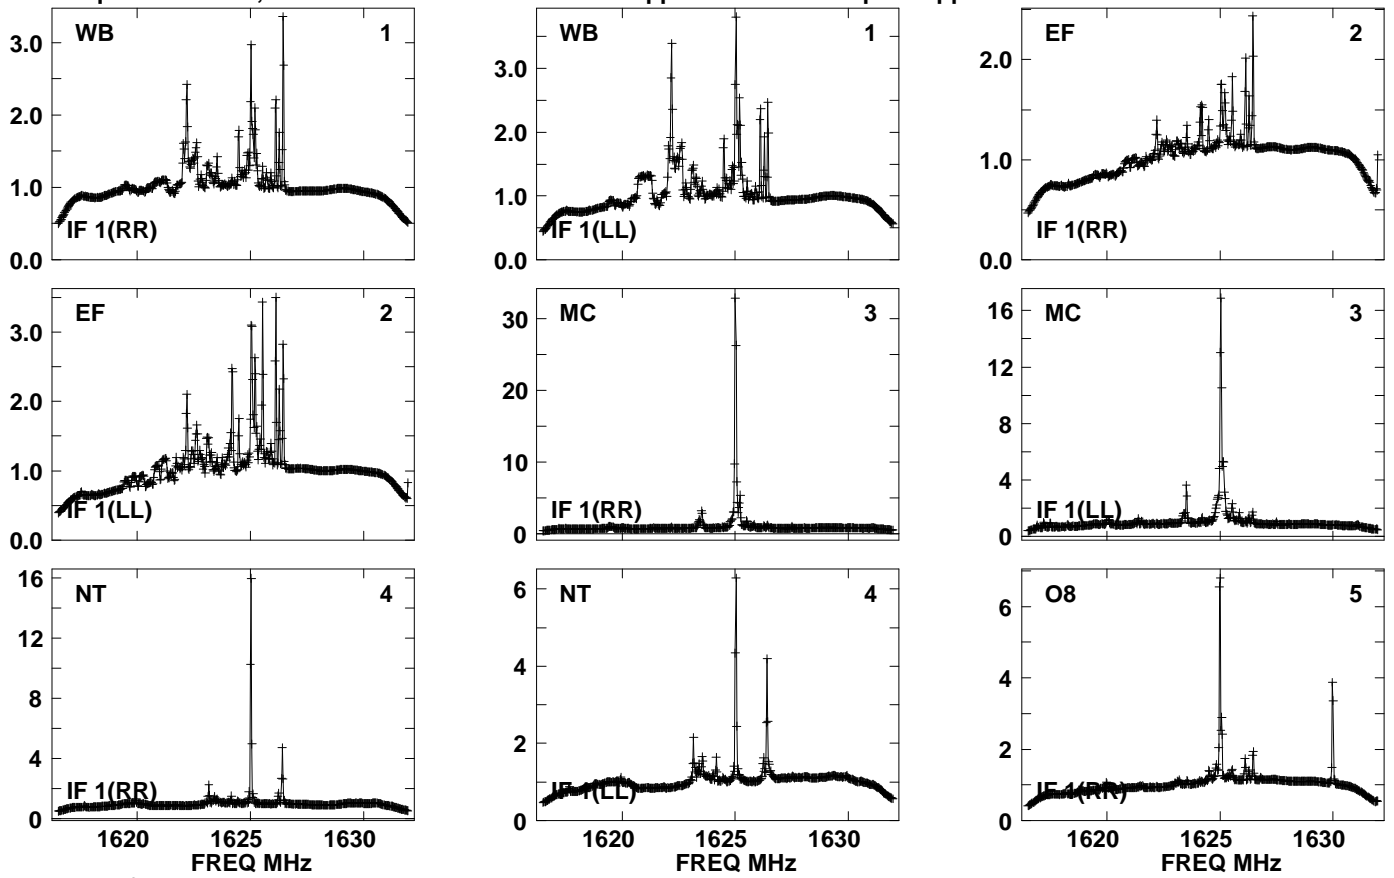 WB 1
3.0
2.0
1.0
0.0
IF 1(RR)
WB 1
3.0
2.0
1.0
0.0
IF 1(LL)
EF 2
2.0
1.0
0.0
IF 1(RR)
EF 2
3.0
2.0
1.0
0.0
IF 1(LL)
MC 3
30
20
10
0
IF 1(RR)
MC 3
16
12
8
4
0
IF 1(LL)
NT 4
16
12
8
4
0
IF 1(RR)
1620 1625 1630
FREQ MHz
NT 4
6
4
2
0
IF 1(LL)
1620 1625 1630
FREQ MHz
O8 5
6
4
2
0
IF 1(RR)
1620 1625 1630
FREQ MHz